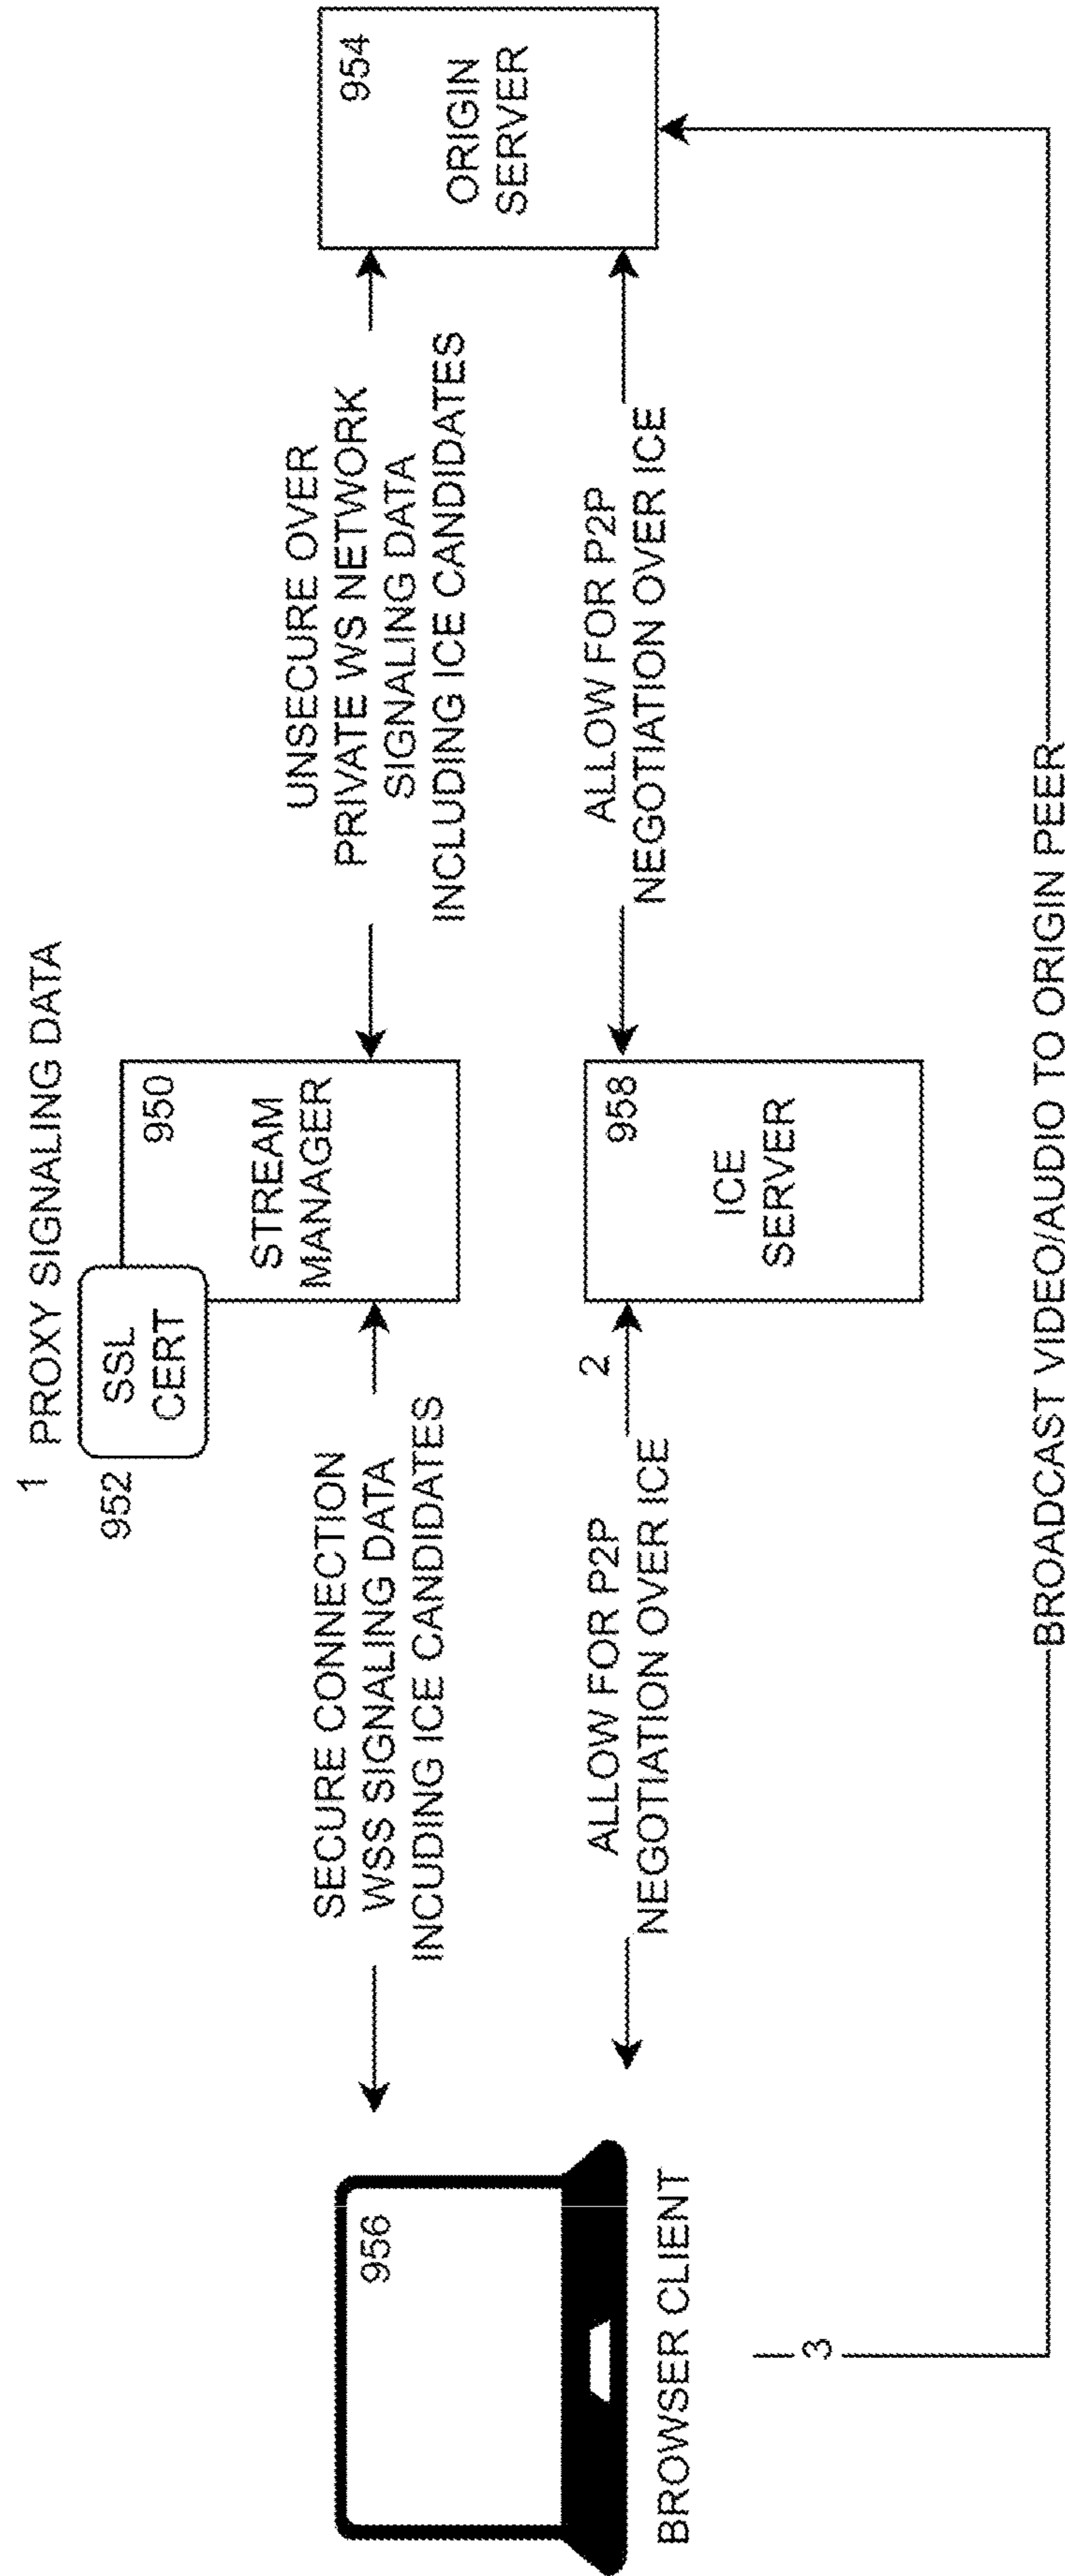 1 PROXY SIGNALING DATA
952
SSL
CERT
950
STREAM
MANAGER
954
ORIGIN
SERVER
956
BROWSER CLIENT
SECURE CONNECTION
WSS SIGNALING DATA
INCUDING ICE CANDIDATES
UNSECURE OVER
PRIVATE WS NETWORK
SIGNALING DATA
INCLUDING ICE CANDIDATES
2
ALLOW FOR P2P
NEGOTIATION OVER ICE
958
ICE
SERVER
ALLOW FOR P2P
NEGOTIATION OVER ICE
3
BROADCAST VIDEO/AUDIO TO ORIGIN PEER